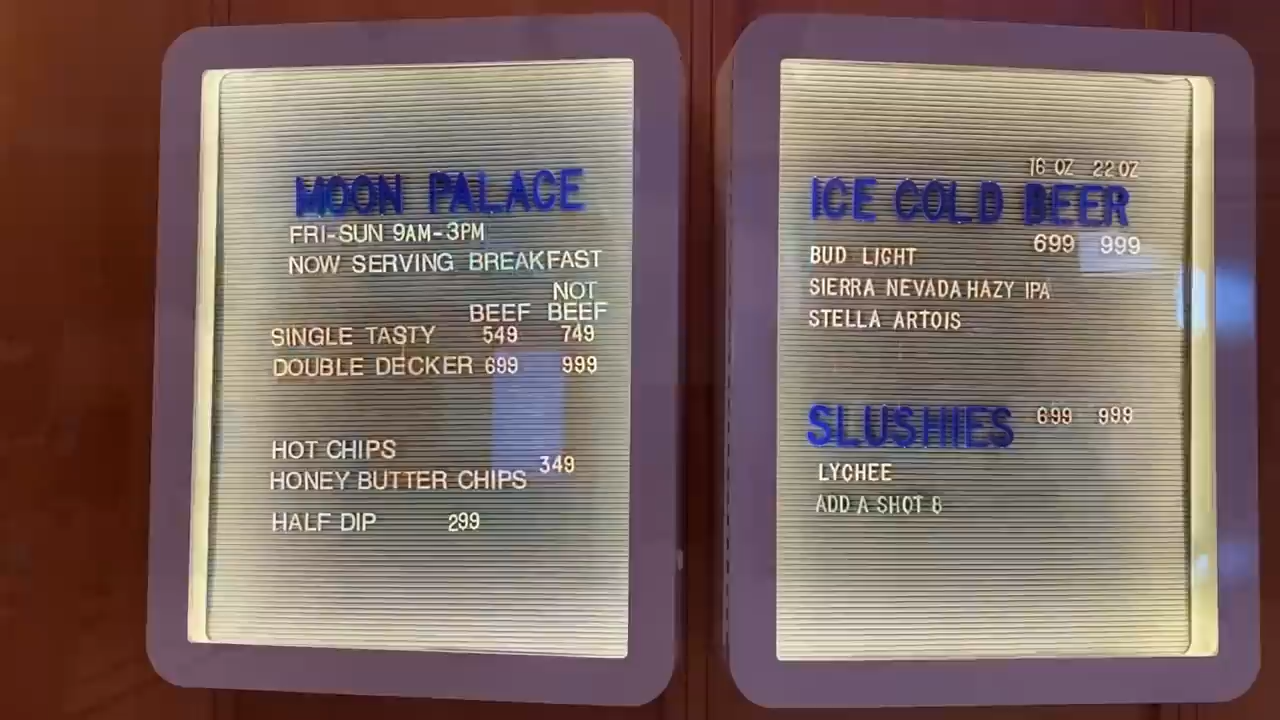 MOON PALACE
FRI-SUN 9AM-3PM
NOW SERVING BREAKFAST
NOT
BEEF BEEF
SINGLE TASTY 549 749
DOUBLE DECKER 699 999
HOT CHIPS
349
HONEY BUTTER CHIPS
HALF DIP 299
16 OZ 22 OZ
ICE COLD BEER
699 999
BUD LIGHT
SIERRA NEVADA HAZY IPA
STELLA ARTOIS
SLUSHIIES 699 999
LYCHEE
ADD A SHOT 8